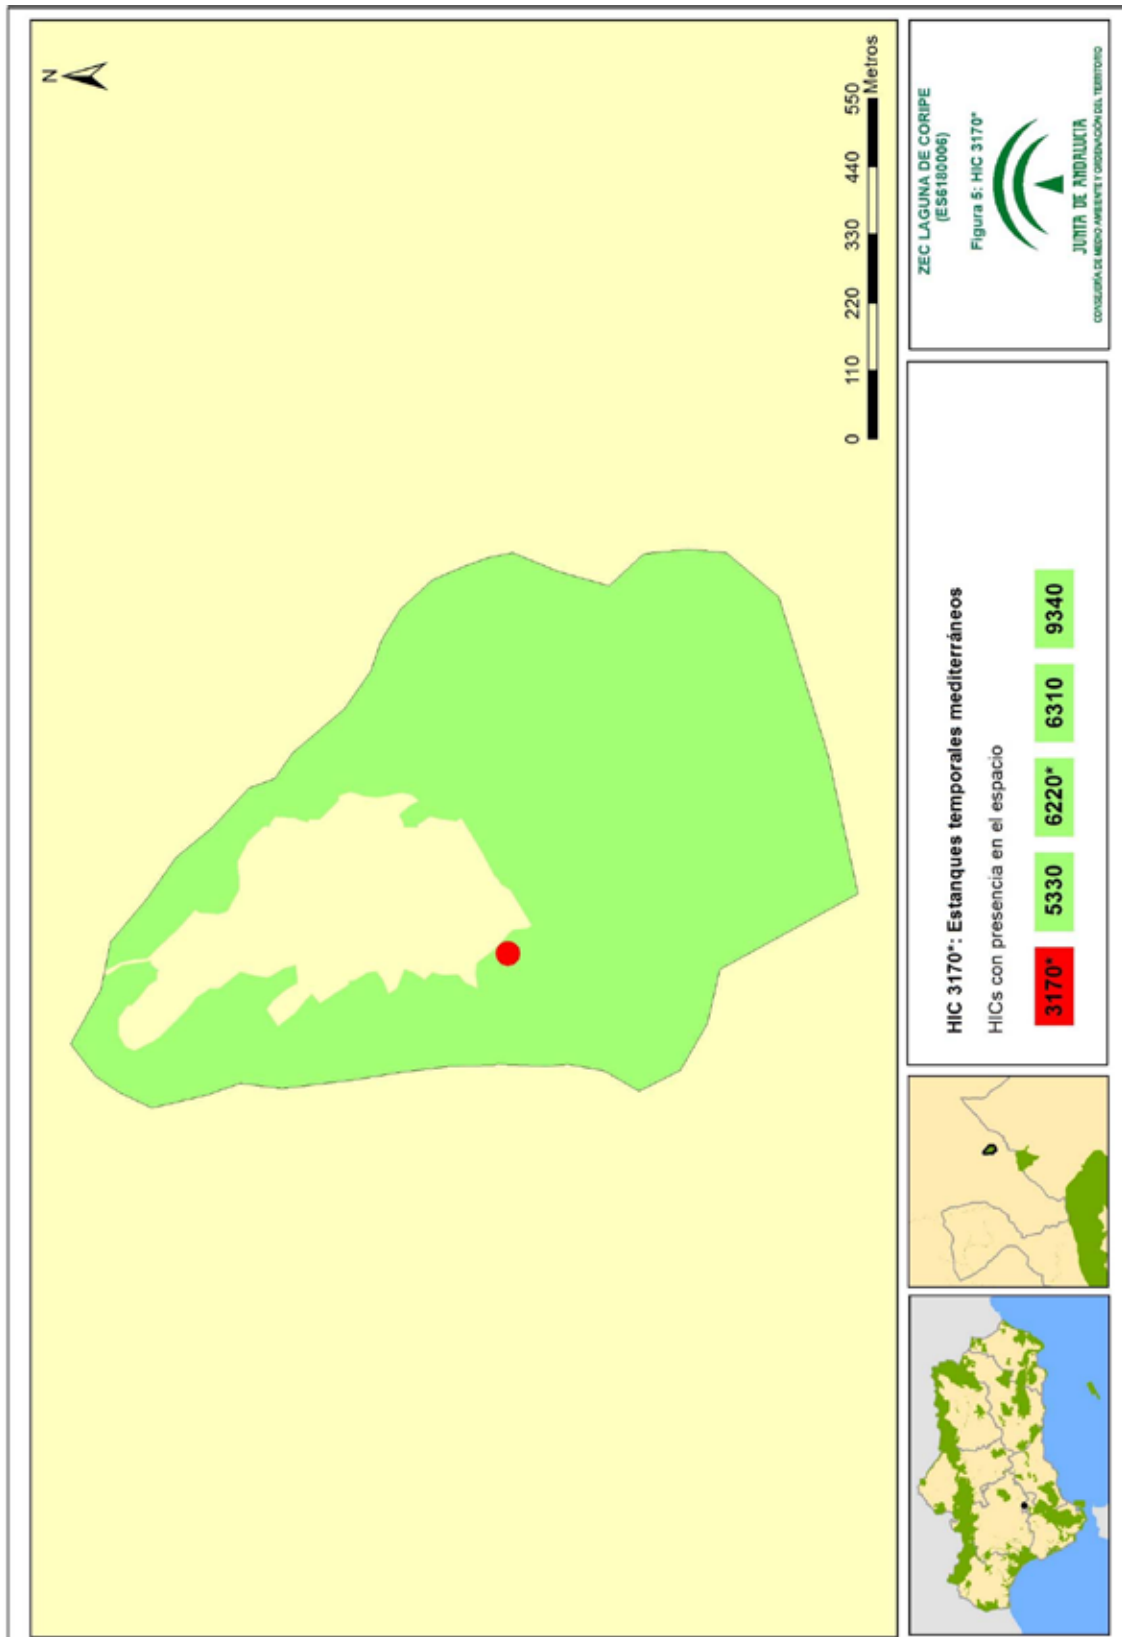 N
0 110 220 330 440 550
Metros
HIC 3170*: Estanques temporales mediterráneos
HICs con presencia en el espacio
3170* 5330 6220* 6310 9340
ZEC LAGUNA DE CORIPE
(ES6180006)
Figura 5: HIC 3170*
JUNTA DE ANDALUCIA
CONSEJERÍA DE MEDIO AMBIENTE Y ORDENACIÓN DEL TERRITORIO